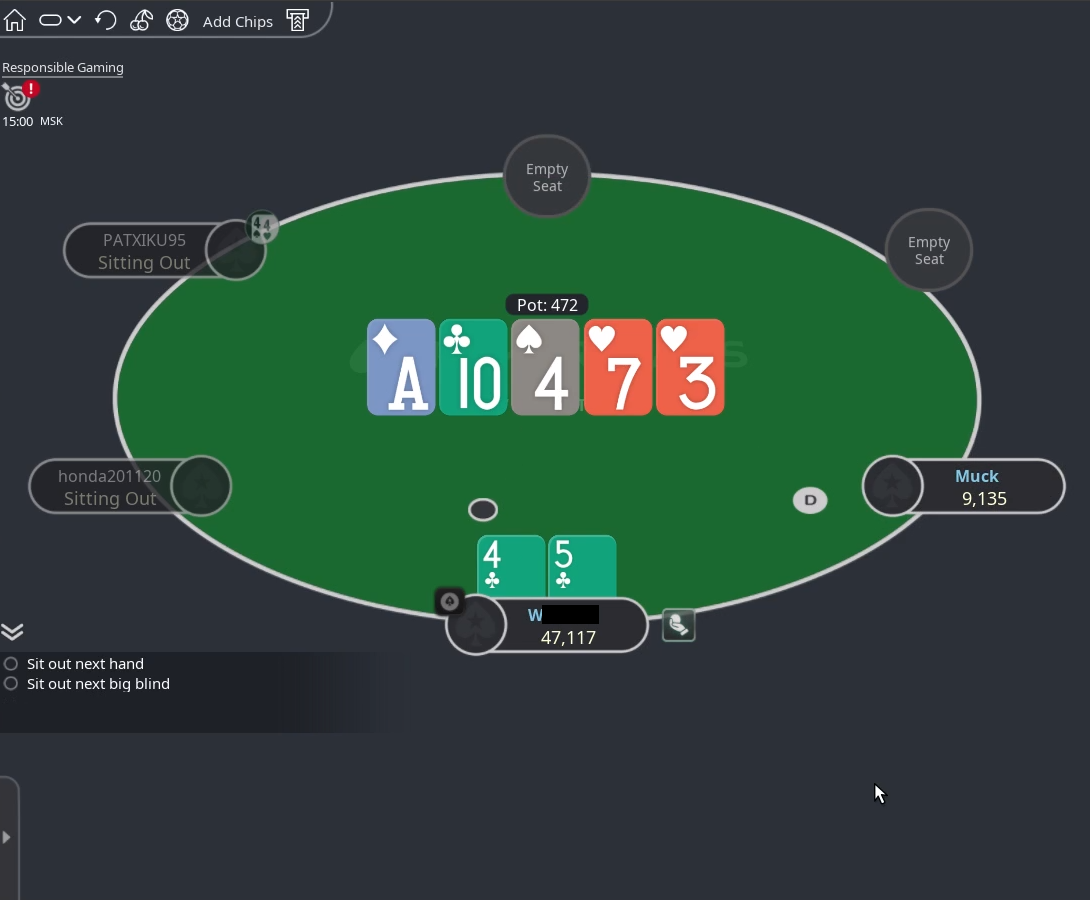 Add Chips
Responsible Gaming
!
15:00 MSK
Empty
Seat
PATXIKU95
Sitting Out
4 4
Empty
Seat
Pot: 472
A 10 4 7 3
honda201120
Sitting Out
Muck
9,135
D
4 5
W
47,117
Sit out next hand
Sit out next big blind